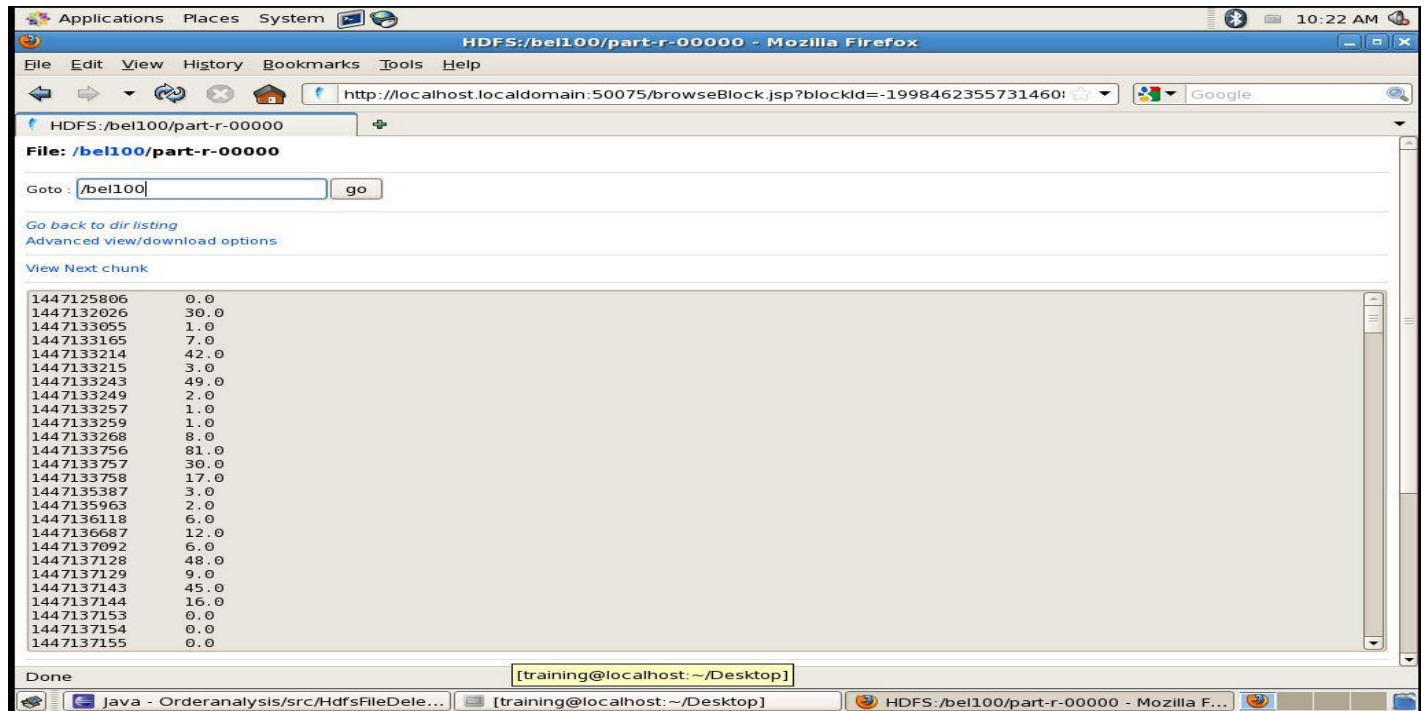 Applications Places System 10:22 AM
HDFS:/bel100/part-r-00000 - Mozilla Firefox
File Edit View History Bookmarks Tools Help
http://localhost.localdomain:50075/browseBlock.jsp?blockId=-1998462355731460 Google
HDFS:/bel100/part-r-00000
File: /bel100/part-r-00000
Goto : /bel100 go
Go back to dir listing
Advanced view/download options
View Next chunk
1447125806 0.0
1447132026 30.0
1447133055 1.0
1447133165 7.0
1447133214 42.0
1447133215 3.0
1447133243 49.0
1447133249 2.0
1447133257 1.0
1447133259 1.0
1447133268 8.0
1447133756 81.0
1447133757 30.0
1447133758 17.0
1447135387 3.0
1447135963 2.0
1447136118 6.0
1447136687 12.0
1447137092 6.0
1447137128 48.0
1447137129 9.0
1447137143 45.0
1447137144 16.0
1447137153 0.0
1447137154 0.0
1447137155 0.0
Done
[training@localhost:~/Desktop]
Java - Orderanalysis/src/HdfsFileDele... [training@localhost:~/Desktop] HDFS:/bel100/part-r-00000 - Mozilla F...